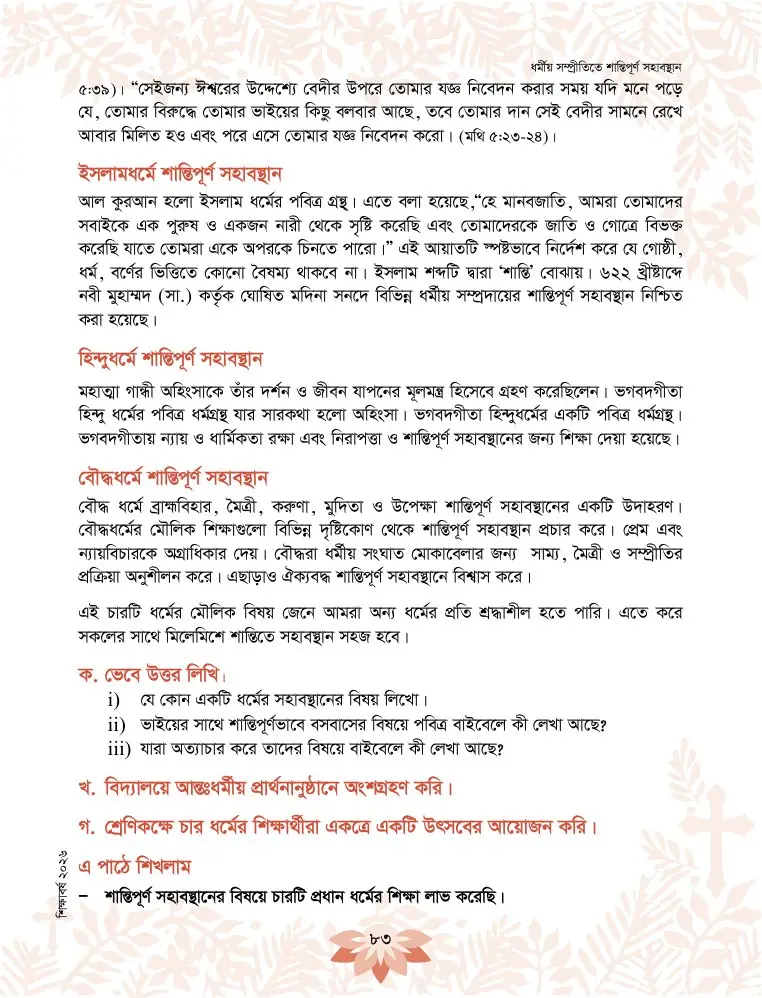 ধর্মীয় সম্প্রীতিতে শান্তিপূর্ণ সহাবস্থান
৫:৩৯)। “সেইজন্য ঈশ্বরের উদ্দেশ্যে বেদীর উপরে তোমার যজ্ঞ নিবেদন করার সময় যদি মনে পড়ে
যে, তোমার বিরুদ্ধে তোমার ভাইয়ের কিছু বলবার আছে, তবে তোমার দান সেই বেদীর সামনে রেখে
আবার মিলিত হও এবং পরে এসে তোমার যজ্ঞ নিবেদন করো। (মথি ৫:২৩-২৪)।
ইসলামধর্মে শান্তিপূর্ণ সহাবস্থান
আল কুরআন হলো ইসলাম ধর্মের পবিত্র গ্রন্থ। এতে বলা হয়েছে,“হে মানবজাতি, আমরা তোমাদের
সবাইকে এক পুরুষ ও একজন নারী থেকে সৃষ্টি করেছি এবং তোমাদেরকে জাতি ও গোত্রে বিভক্ত
করেছি যাতে তোমরা একে অপরকে চিনতে পারো।” এই আয়াতটি স্পষ্টভাবে নির্দেশ করে যে গোষ্ঠী,
ধর্ম, বর্ণের ভিত্তিতে কোনো বৈষম্য থাকবে না। ইসলাম শব্দটি দ্বারা ‘শান্তি’ বোঝায়। ৬২২ খ্রীষ্টাব্দে
নবী মুহাম্মদ (সা.) কর্তৃক ঘোষিত মদিনা সনদে বিভিন্ন ধর্মীয় সম্প্রদায়ের শান্তিপূর্ণ সহাবস্থান নিশ্চিত
করা হয়েছে।
হিন্দুধর্মে শান্তিপূর্ণ সহাবস্থান
মহাত্মা গান্ধী অহিংসাকে তাঁর দর্শন ও জীবন যাপনের মূলমন্ত্র হিসেবে গ্রহণ করেছিলেন। ভগবদগীতা
হিন্দু ধর্মের পবিত্র ধর্মগ্রন্থ যার সারকথা হলো অহিংসা। ভগবদগীতা হিন্দুধর্মের একটি পবিত্র ধর্মগ্রন্থ।
ভগবদগীতায় ন্যায় ও ধার্মিকতা রক্ষা এবং নিরাপত্তা ও শান্তিপূর্ণ সহাবস্থানের জন্য শিক্ষা দেয়া হয়েছে।
বৌদ্ধধর্মে শান্তিপূর্ণ সহাবস্থান
বৌদ্ধ ধর্মে ব্রাহ্মবিহার, মৈত্রী, করুণা, মুদিতা ও উপেক্ষা শান্তিপূর্ণ সহাবস্থানের একটি উদাহরণ।
বৌদ্ধধর্মের মৌলিক শিক্ষাগুলো বিভিন্ন দৃষ্টিকোণ থেকে শান্তিপূর্ণ সহাবস্থান প্রচার করে। প্রেম এবং
ন্যায়বিচারকে অগ্রাধিকার দেয়। বৌদ্ধরা ধর্মীয় সংঘাত মোকাবেলার জন্য সাম্য, মৈত্রী ও সম্প্রীতির
প্রক্রিয়া অনুশীলন করে। এছাড়াও ঐক্যবদ্ধ শান্তিপূর্ণ সহাবস্থানে বিশ্বাস করে।
এই চারটি ধর্মের মৌলিক বিষয় জেনে আমরা অন্য ধর্মের প্রতি শ্রদ্ধাশীল হতে পারি। এতে করে
সকলের সাথে মিলেমিশে শান্তিতে সহাবস্থান সহজ হবে।
ক. ভেবে উত্তর লিখি।
i) যে কোন একটি ধর্মের সহাবস্থানের বিষয় লিখো।
ii) ভাইয়ের সাথে শান্তিপূর্ণভাবে বসবাসের বিষয়ে পবিত্র বাইবেলে কী লেখা আছে?
iii) যারা অত্যাচার করে তাদের বিষয়ে বাইবেলে কী লেখা আছে?
খ. বিদ্যালয়ে আন্তঃধর্মীয় প্রার্থনানুষ্ঠানে অংশগ্রহণ করি।
গ. শ্রেণিকক্ষে চার ধর্মের শিক্ষার্থীরা একত্রে একটি উৎসবের আয়োজন করি।
এ পাঠে শিখলাম
– শান্তিপূর্ণ সহাবস্থানের বিষয়ে চারটি প্রধান ধর্মের শিক্ষা লাভ করেছি।
শিক্ষাবর্ষ ২০২৬
৮৩